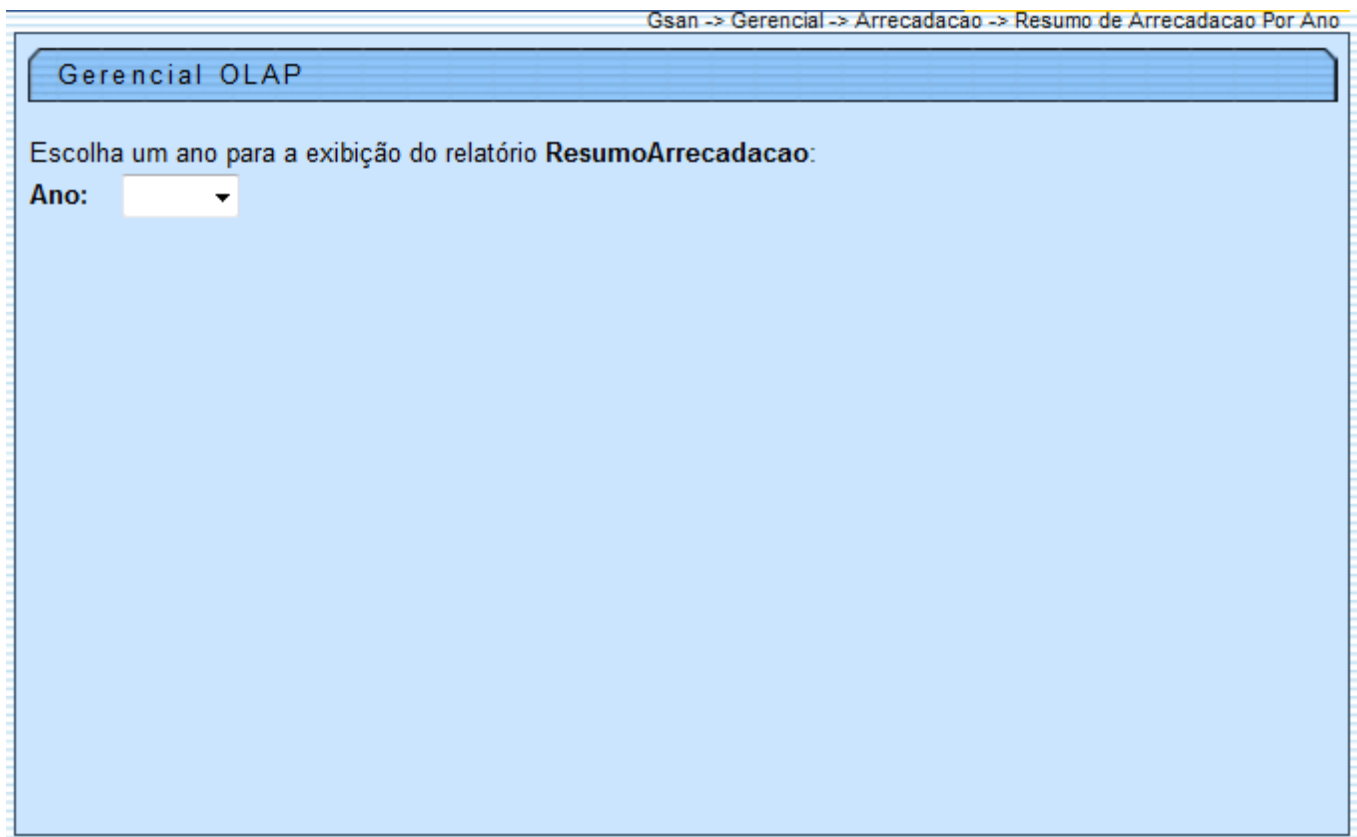 Gsan -> Gerencial -> Arrecadacao -> Resumo de Arrecadacao Por Ano
Gerencial OLAP
Escolha um ano para a exibição do relatório ResumoArrecadacao:
Ano: